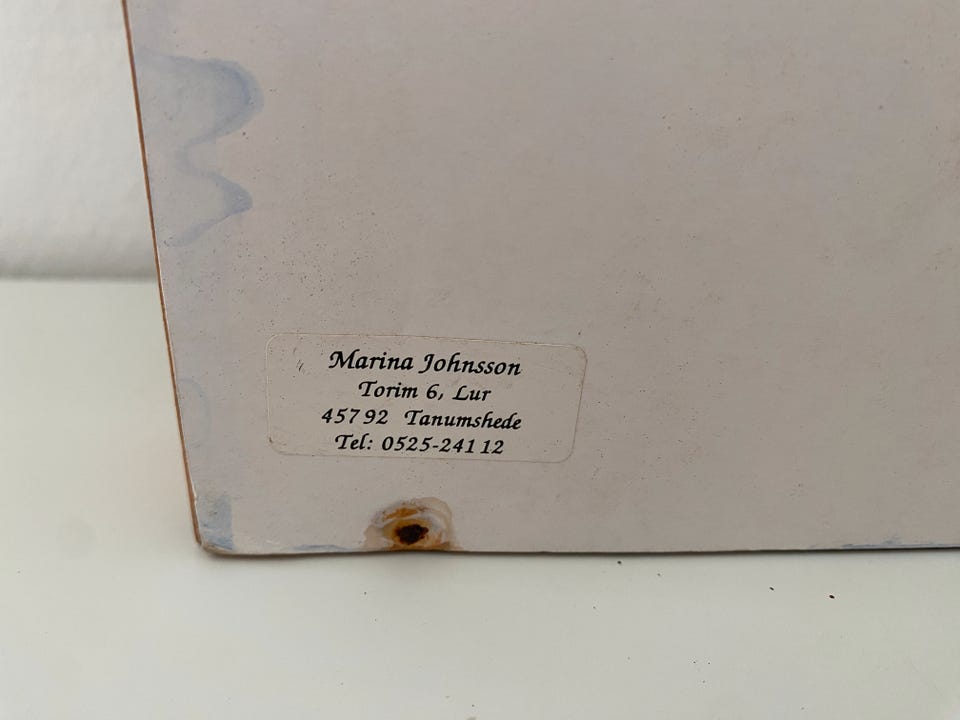 Marina Johnsson
Torim 6, Lur
457 92 Tanumshede
Tel: 0525-241 12